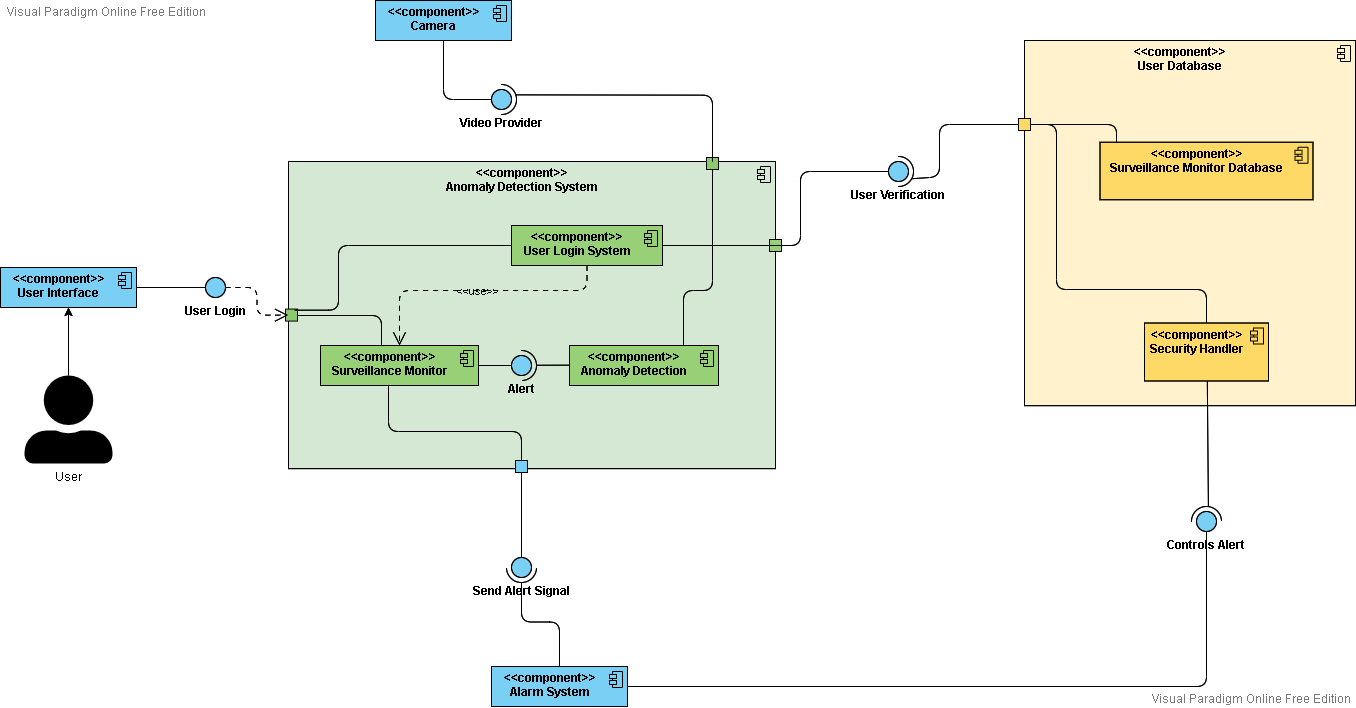 Visual Paradigm Online Free Edition
<<component>>
Camera
<<component>>
User Database
Video Provider
<<component>>
Surveillance Monitor Database
<<component>>
Anomaly Detection System
User Verification
<<component>>
User Login System
<<component>>
User Interface
<<use>>
User Login
<<component>>
Surveillance Monitor
Alert
<<component>>
Anomaly Detection
<<component>>
Security Handler
User
Controls Alert
Send Alert Signal
<<component>>
Alarm System
Visual Paradigm Online Free Edition